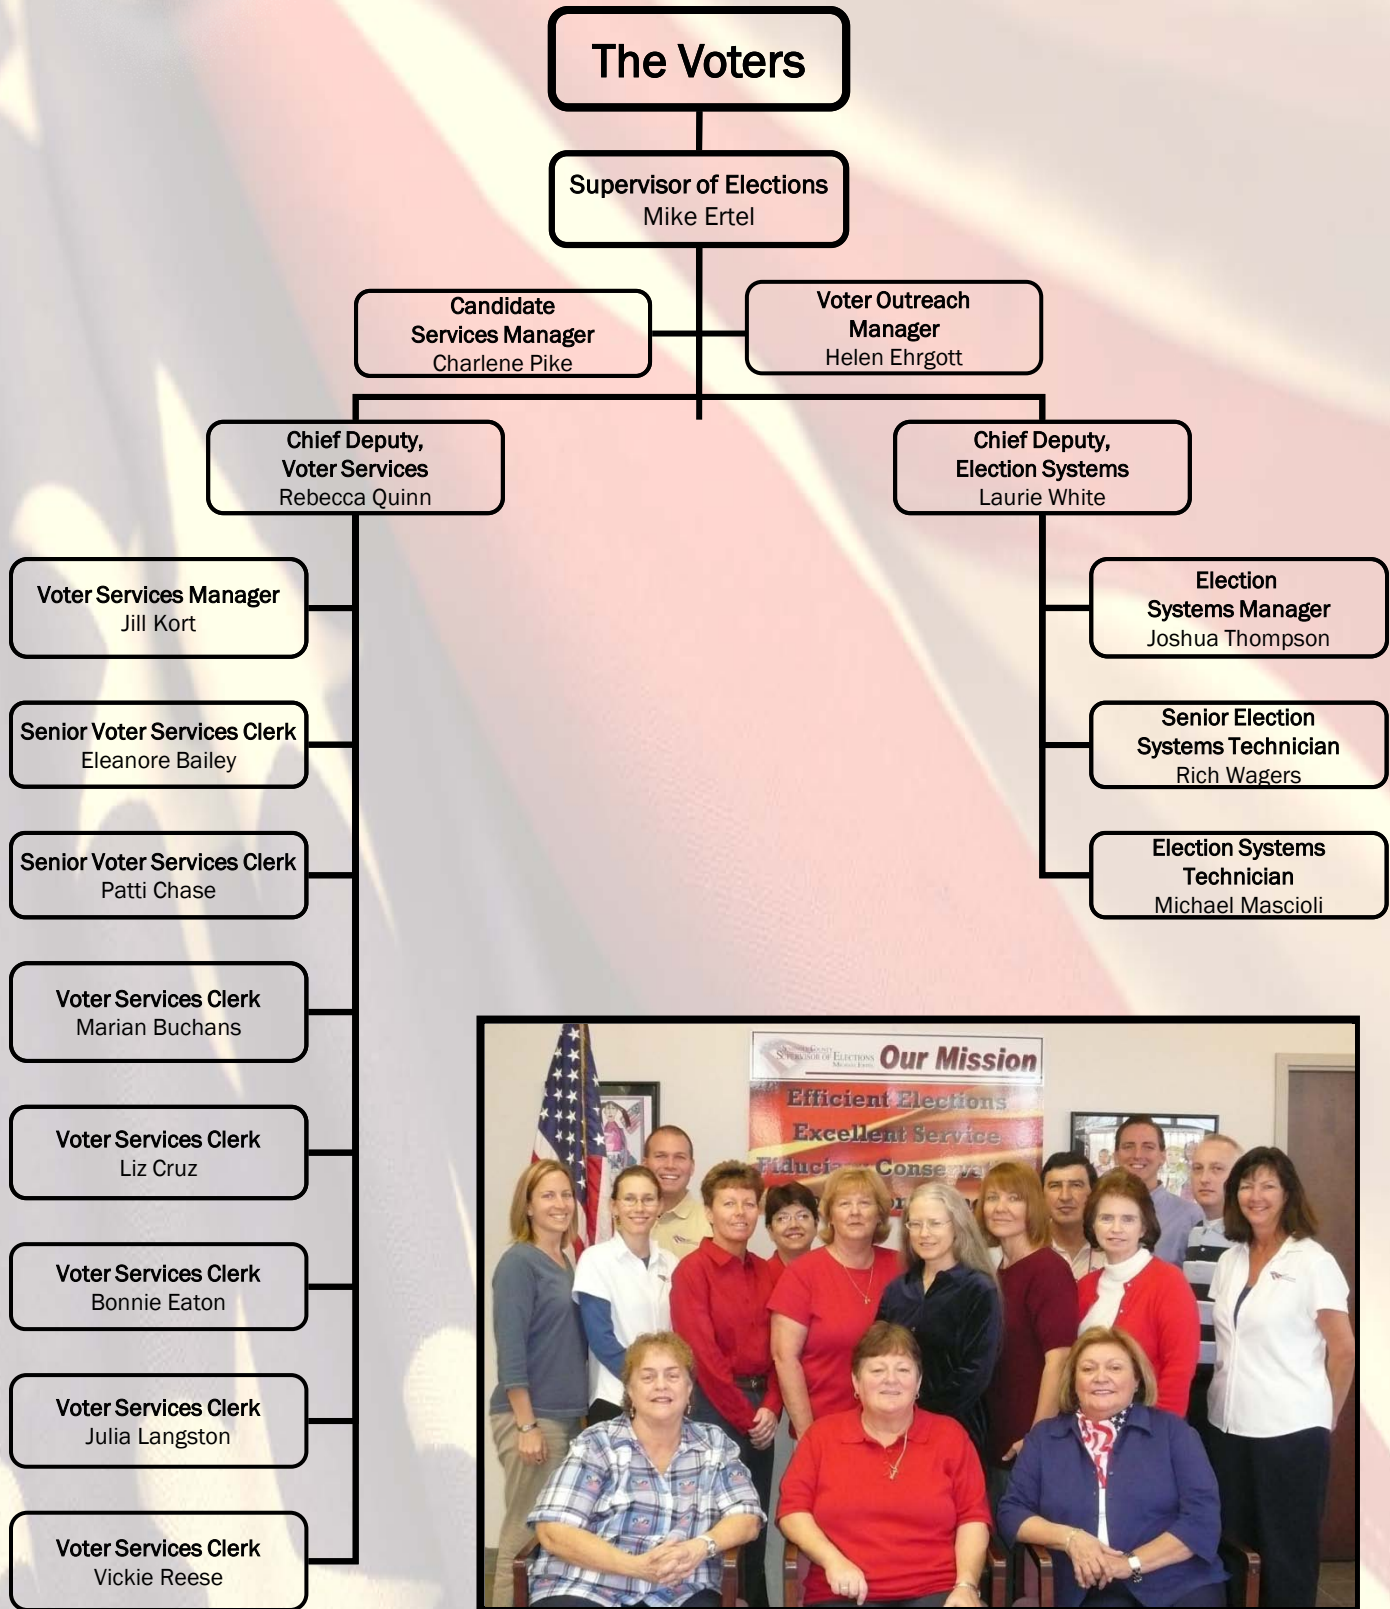 The Voters
Supervisor of Elections
Mike Ertel
Candidate
Services Manager
Charlene Pike
Voter Outreach
Manager
Helen Ehrgott
Chief Deputy,
Voter Services
Rebecca Quinn
Chief Deputy,
Election Systems
Laurie White
Voter Services Manager
Jill Kort
Senior Voter Services Clerk
Eleanore Bailey
Senior Voter Services Clerk
Patti Chase
Voter Services Clerk
Marian Buchans
Voter Services Clerk
Liz Cruz
Voter Services Clerk
Bonnie Eaton
Voter Services Clerk
Julia Langston
Voter Services Clerk
Vickie Reese
Election
Systems Manager
Joshua Thompson
Senior Election
Systems Technician
Rich Wagers
Election Systems
Technician
Michael Mascioli
Supervisor of Elections
Our Mission
Efficient Elections
Excellent Service